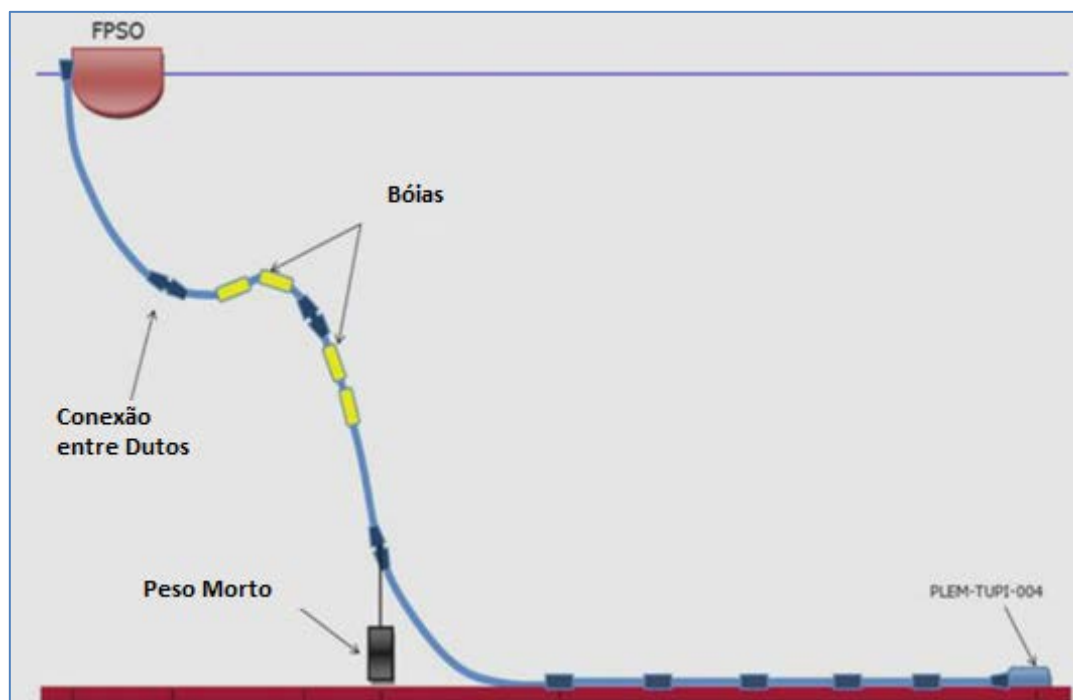 FPSO
Bóias
Conexão
entre Dutos
Peso Morto
PLEM-TUPI-004